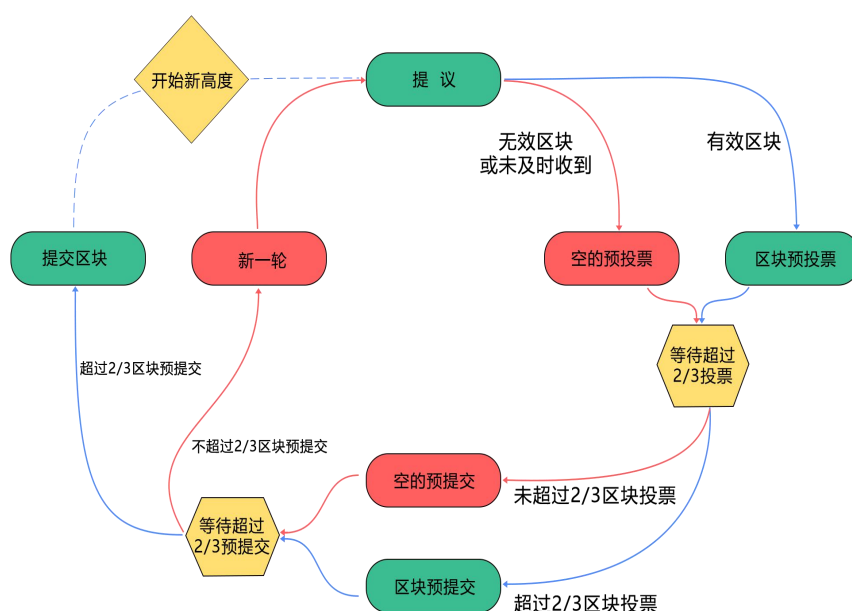 开始新高度
提 议
无效区块
或未及时收到
有效区块
提交区块
新一轮
空的预投票
区块预投票
等待超过
2/3投票
超过2/3区块预提交
不超过2/3区块预提交
空的预提交
未超过2/3区块投票
等待超过
2/3预提交
区块预提交
超过2/3区块投票